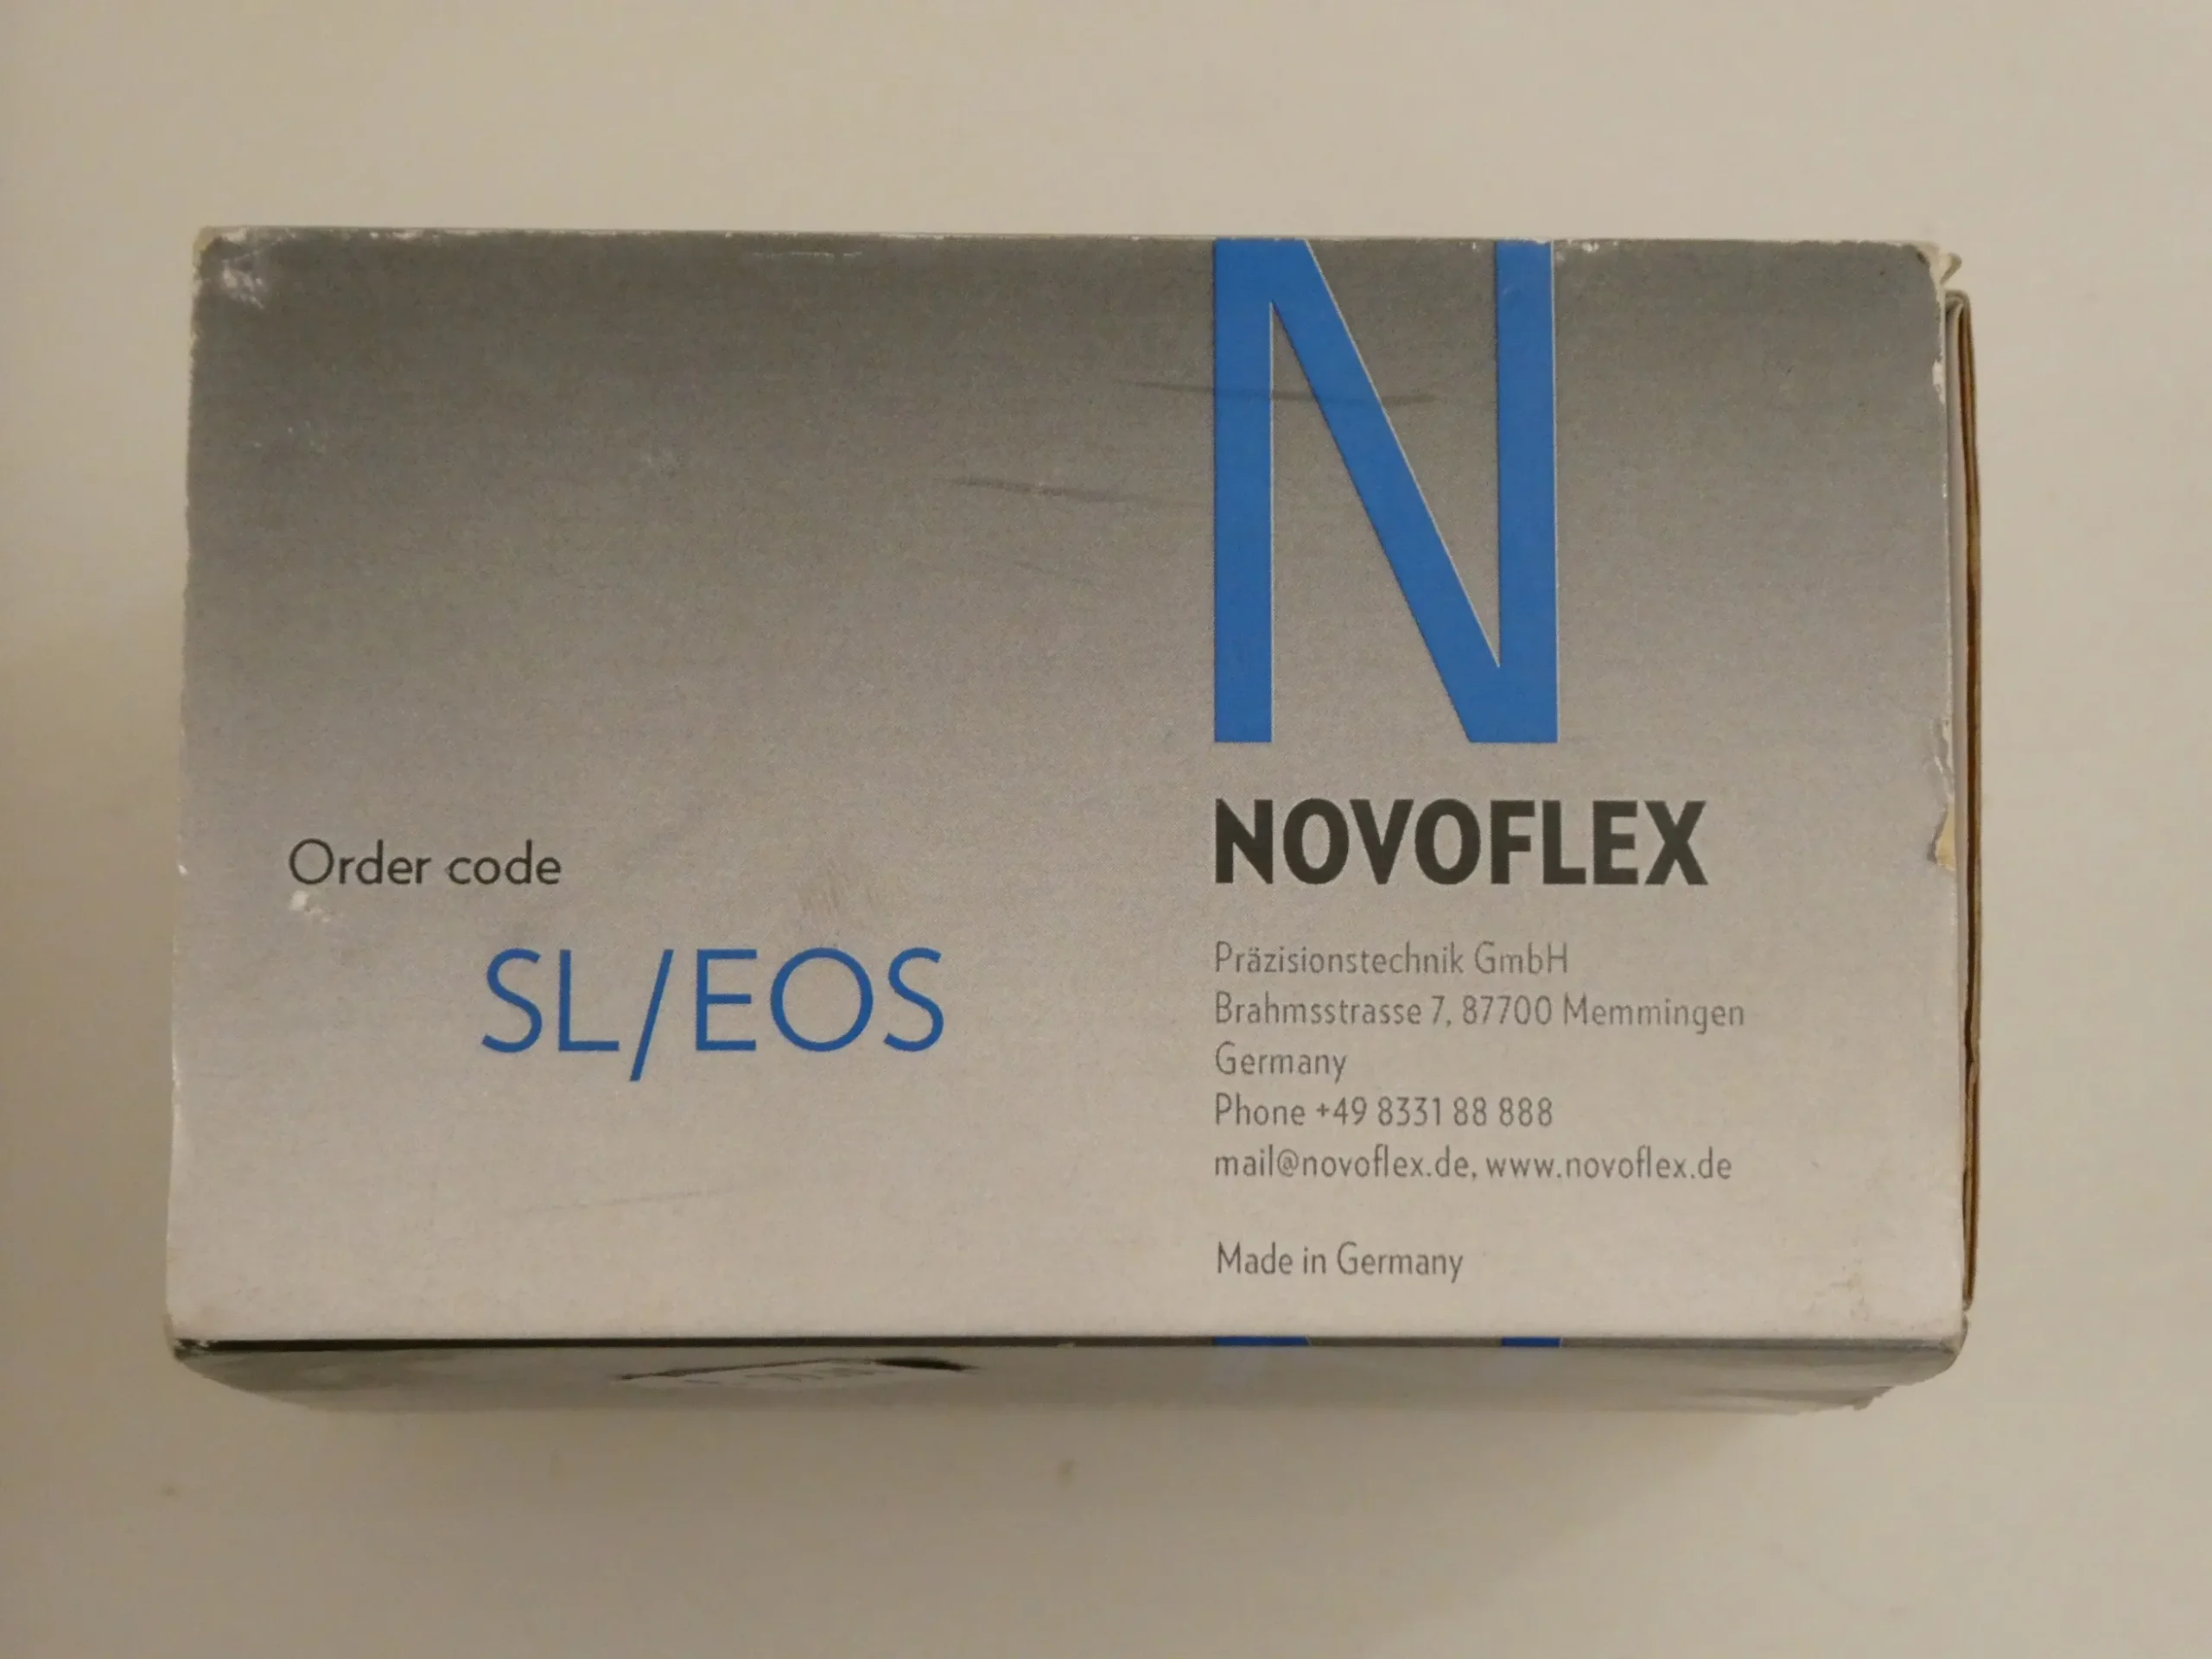 N
NOVOFLEX
Order code
SL/EOS
Präzisionstechnik GmbH
Brahmsstrasse 7, 87700 Memmingen
Germany
Phone +49 8331 88 888
mail@novoflex.de, www.novoflex.de
Made in Germany